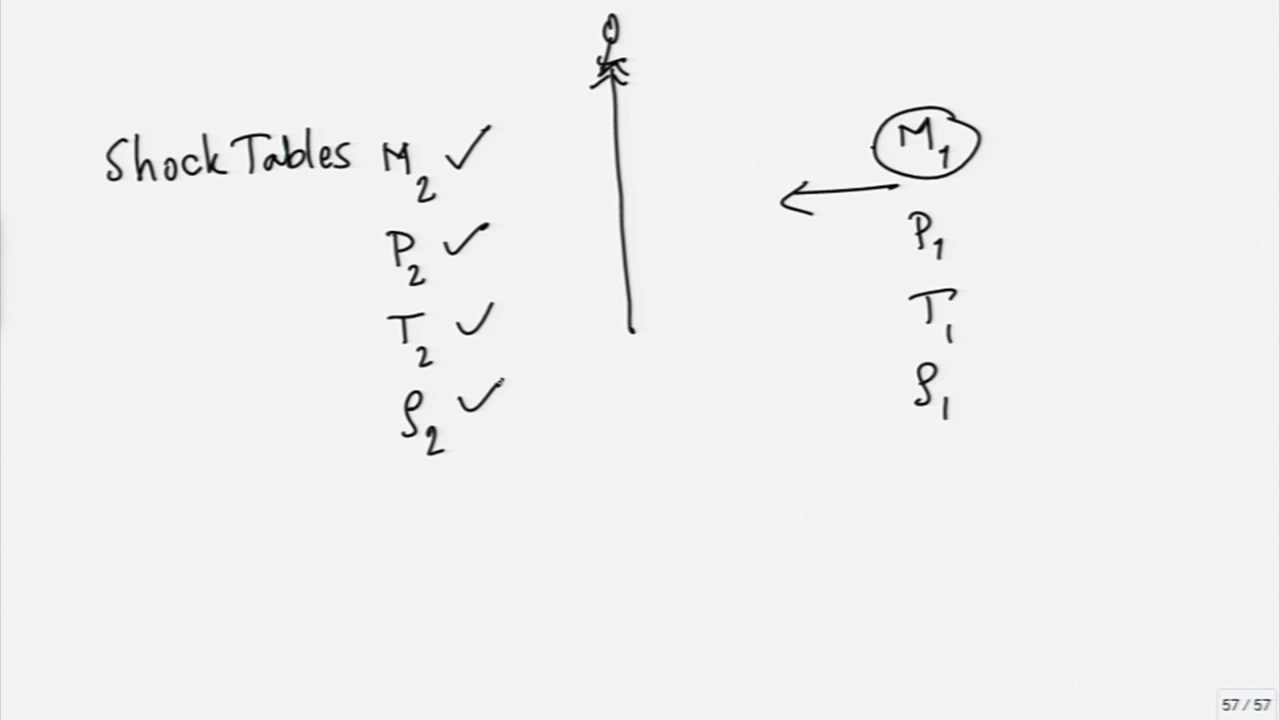 Shock Tables M₂ ✓ M₁
P₂ ✓ P₁
T₂ ✓ T₁
ρ₂ ✓ ρ₁
57 / 57